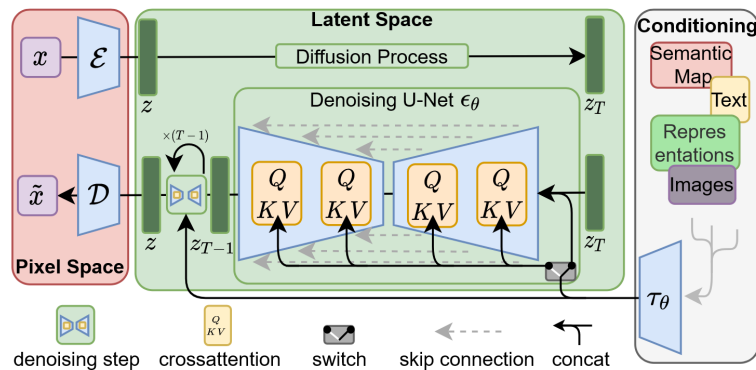 Latent Space
Conditioning
x
ℰ
z
Diffusion Process
z_T
Semantic
Map
Text
Repres
entations
Images
Denoising U-Net ϵ_θ
×(T−1)
x̃
𝒟
z
z_{T−1}
Q
KV
Q
KV
Q
KV
Q
KV
z_T
τ_θ
Pixel Space
Q
KV
denoising step
crossattention
switch
skip connection
concat